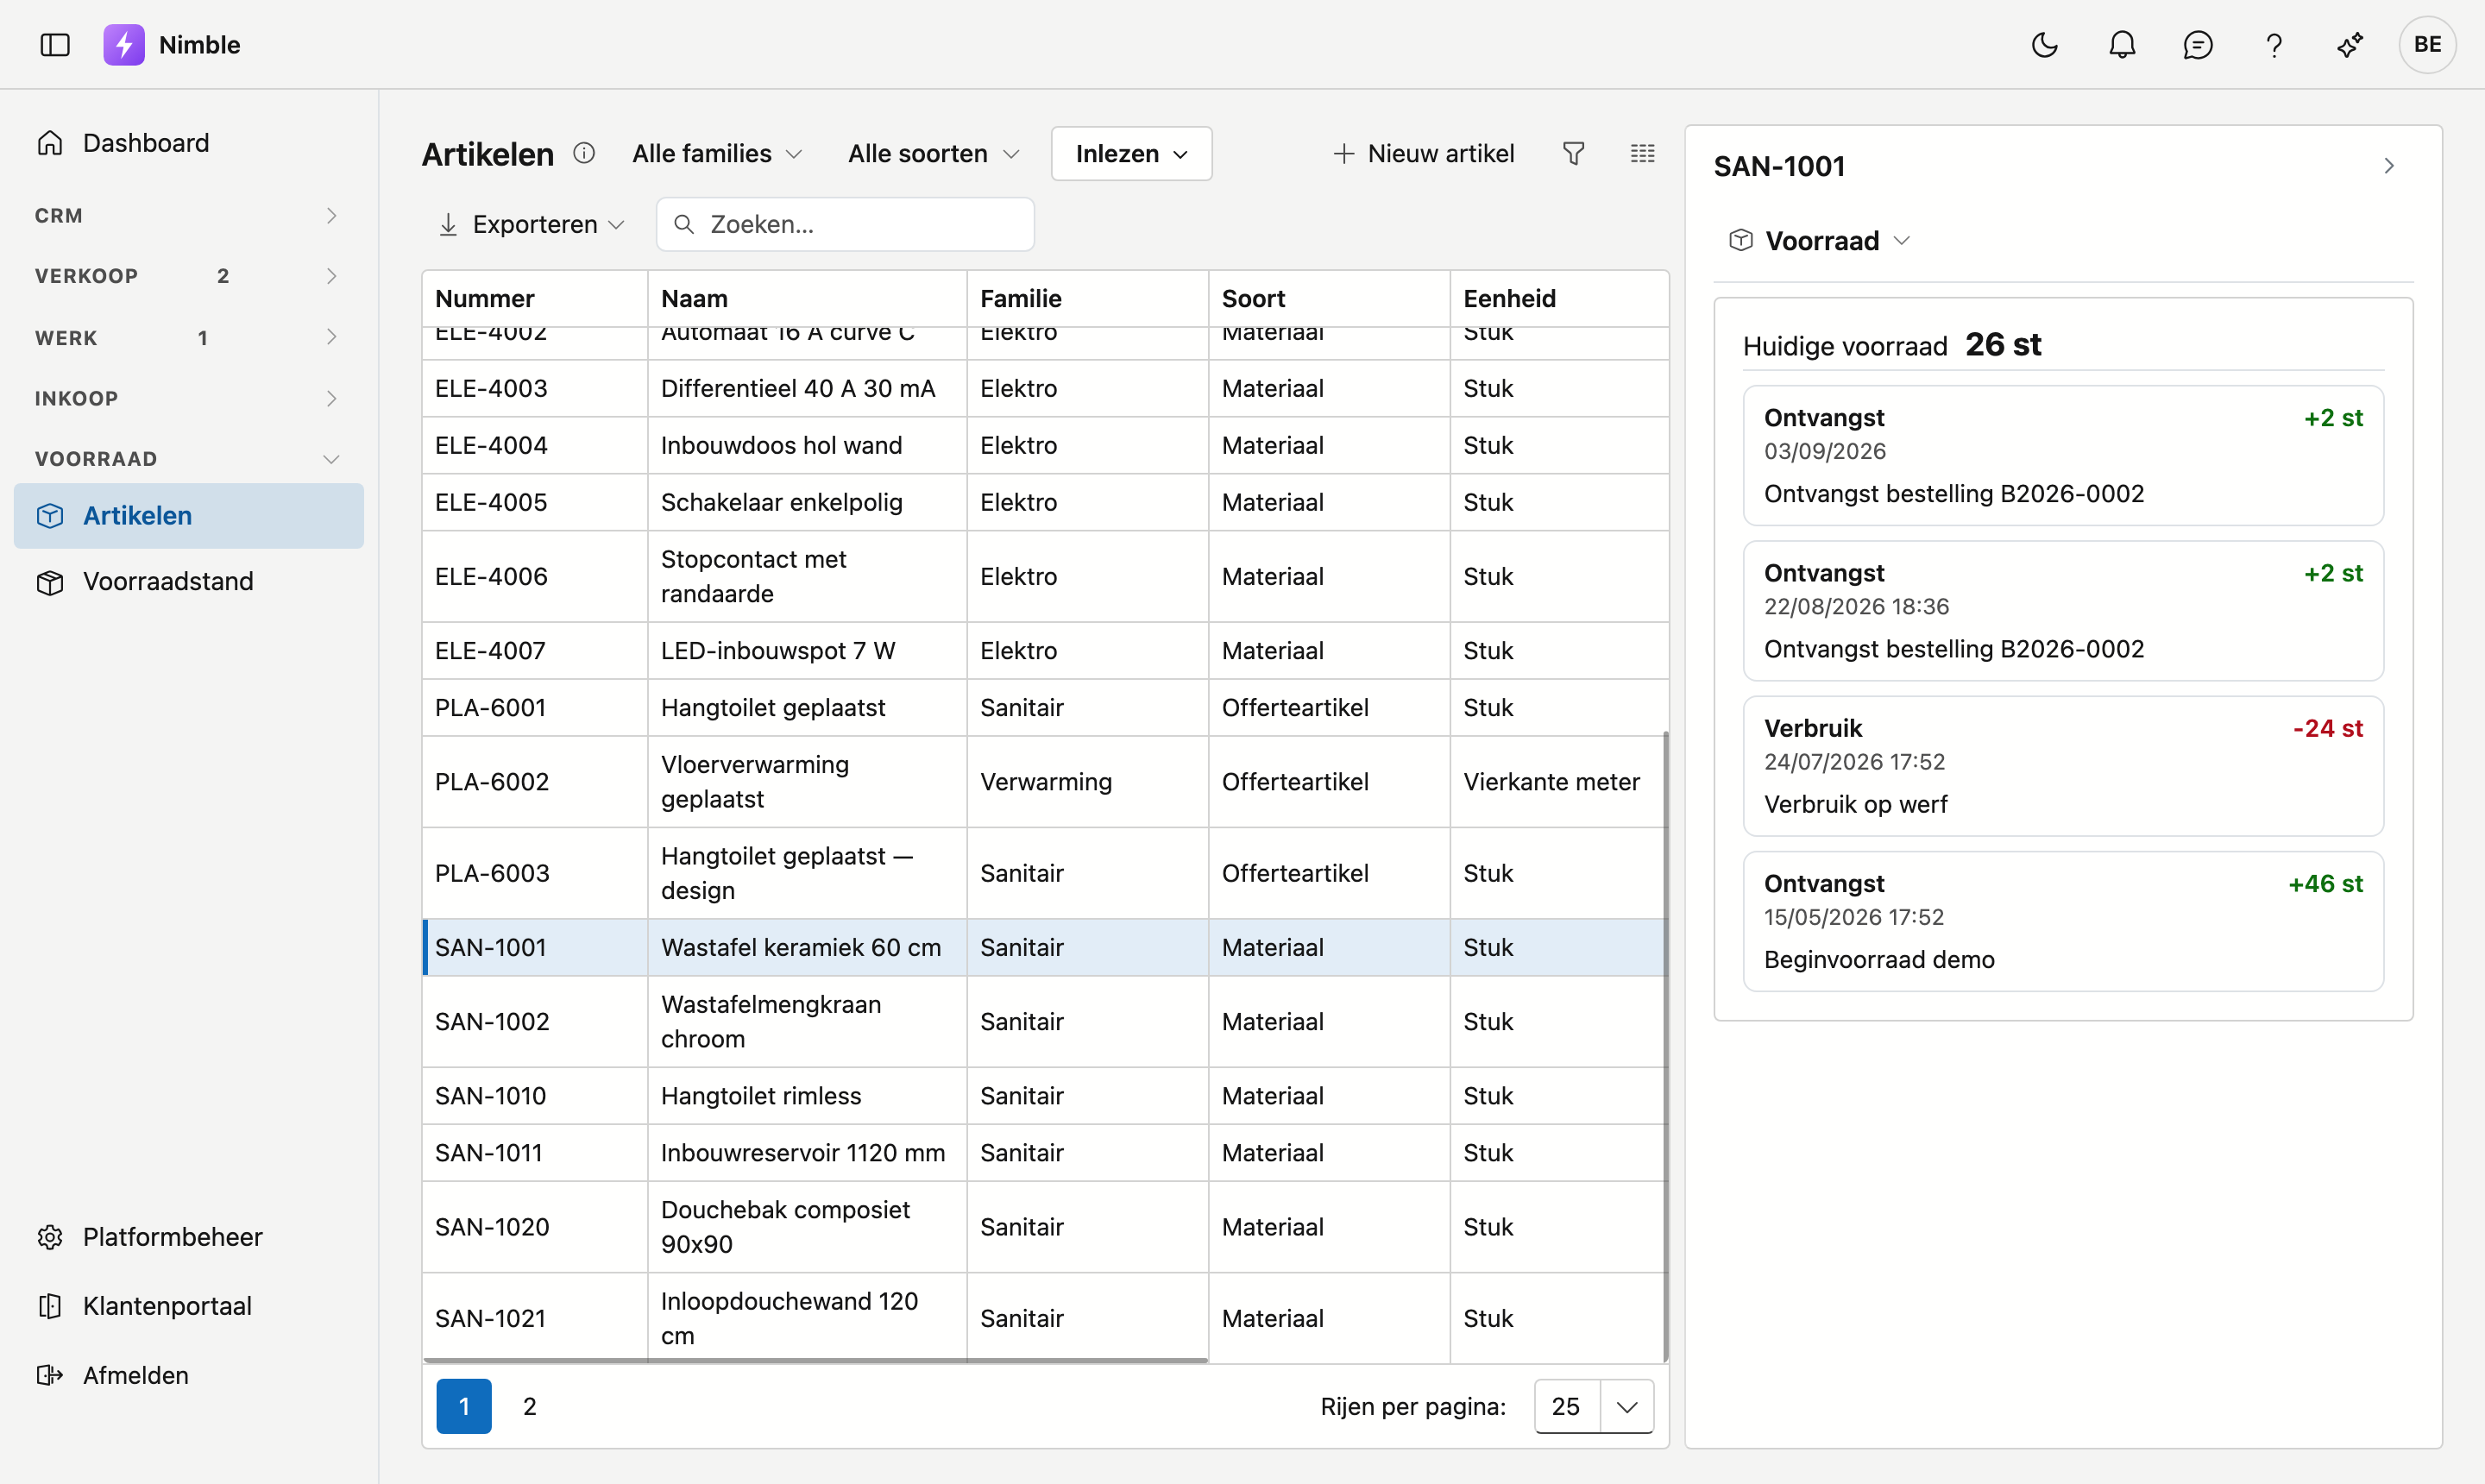 Nimble
BE
Dashboard
CRM
VERKOOP 2
WERK 1
INKOOP
VOORRAAD
Artikelen
Voorraadstand
Platformbeheer
Klantenportaal
Afmelden
Artikelen Alle families Alle soorten Inlezen Nieuw artikel
Exporteren Zoeken...
Nummer Naam Familie Soort Eenheid
ELE-4002 Automaat 16 A curve C Elektro Materiaal Stuk
ELE-4003 Differentieel 40 A 30 mA Elektro Materiaal Stuk
ELE-4004 Inbouwdoos hol wand Elektro Materiaal Stuk
ELE-4005 Schakelaar enkelpolig Elektro Materiaal Stuk
ELE-4006 Stopcontact met randaarde Elektro Materiaal Stuk
ELE-4007 LED-inbouwspot 7 W Elektro Materiaal Stuk
PLA-6001 Hangtoilet geplaatst Sanitair Offerteartikel Stuk
PLA-6002 Vloerverwarming geplaatst Verwarming Offerteartikel Vierkante meter
PLA-6003 Hangtoilet geplaatst — design Sanitair Offerteartikel Stuk
SAN-1001 Wastafel keramiek 60 cm Sanitair Materiaal Stuk
SAN-1002 Wastafelmengkraan chroom Sanitair Materiaal Stuk
SAN-1010 Hangtoilet rimless Sanitair Materiaal Stuk
SAN-1011 Inbouwreservoir 1120 mm Sanitair Materiaal Stuk
SAN-1020 Douchebak composiet 90x90 Sanitair Materiaal Stuk
SAN-1021 Inloopdouchewand 120 cm Sanitair Materiaal Stuk
1 2 Rijen per pagina: 25
SAN-1001
Voorraad
Huidige voorraad 26 st
Ontvangst +2 st
03/09/2026
Ontvangst bestelling B2026-0002
Ontvangst +2 st
22/08/2026 18:36
Ontvangst bestelling B2026-0002
Verbruik -24 st
24/07/2026 17:52
Verbruik op werf
Ontvangst +46 st
15/05/2026 17:52
Beginvoorraad demo